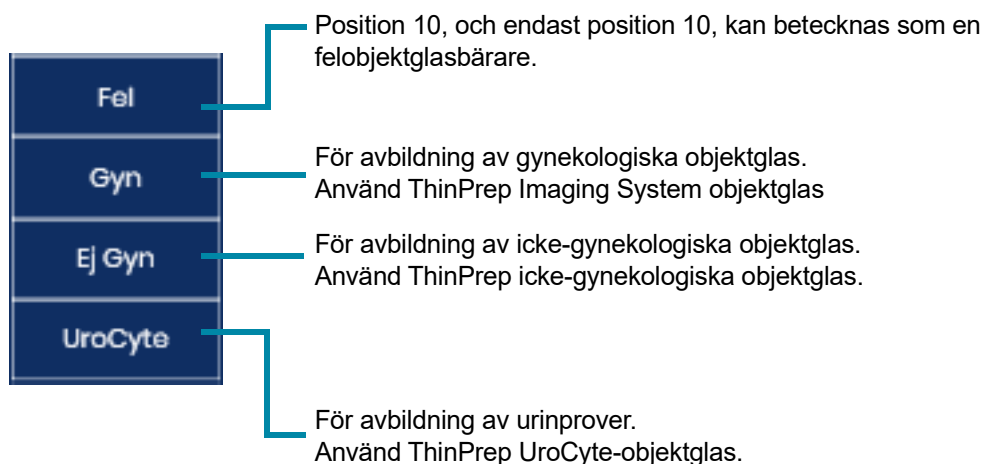 Position 10, och endast position 10, kan betecknas som en
felobjektglasbärare.
Fel
För avbildning av gynekologiska objektglas.
Gyn
Använd ThinPrep Imaging System objektglas
För avbildning av icke-gynekologiska objektglas.
Ej Gyn
Använd ThinPrep icke-gynekologiska objektglas.
UroCyte
För avbildning av urinprover.
Använd ThinPrep UroCyte-objektglas.